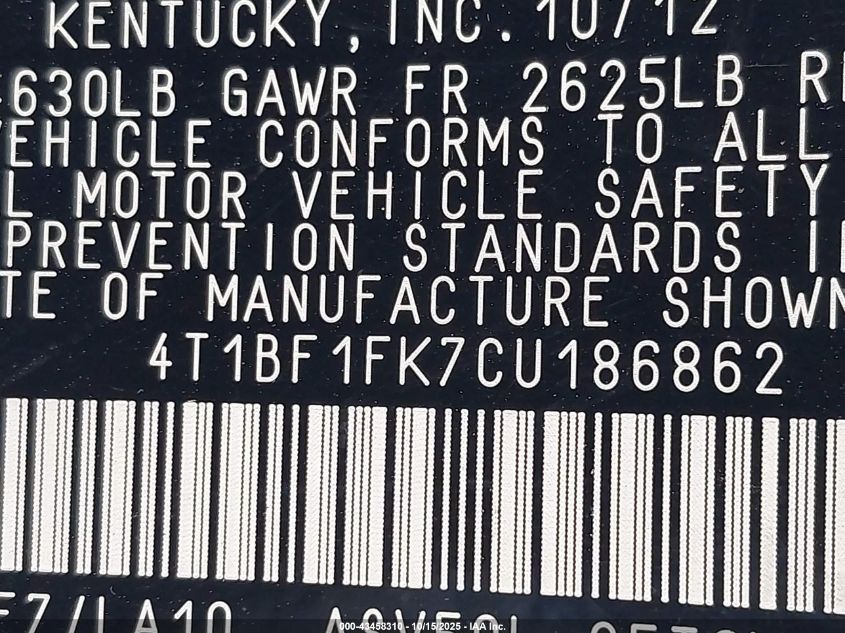 KENTUCKY, INC. 10/12
630LB GAWR FR 2625LB
VEHICLE CONFORMS TO ALL
MOTOR VEHICLE SAFETY
PREVENTION STANDARDS
OF MANUFACTURE SHOWN
4T1BF1FK7CU186862
000-43458310 - 10/15/2025 - IAA Inc.